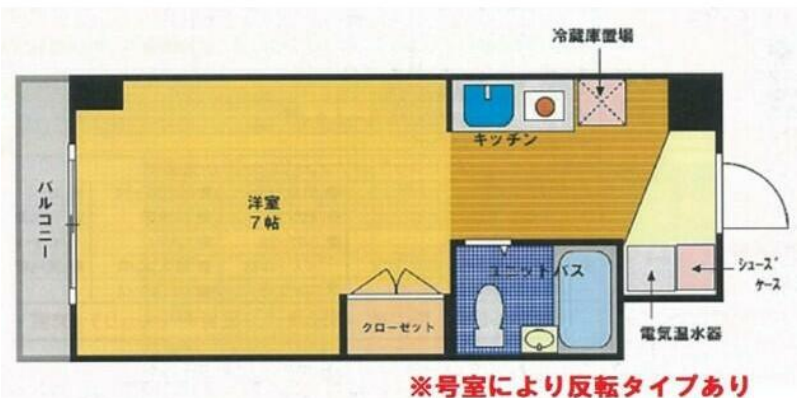 冷蔵庫置場
キッチン
バルコニー
洋室
7帖
ユニットバス
シューズ
ケース
クローゼット
電気温水器
※号室により反転タイプあり